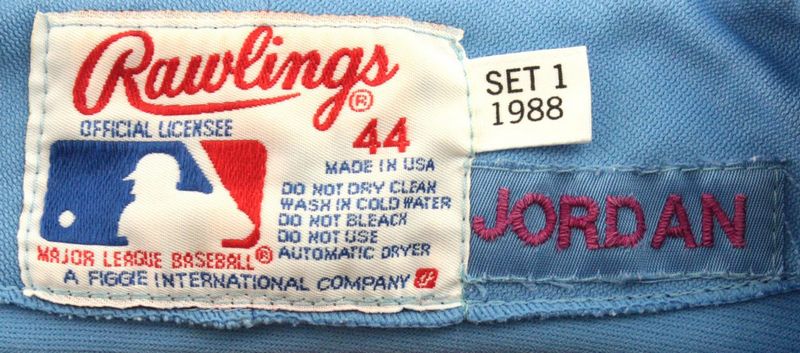 Rawlings®
OFFICIAL LICENSEE
44
SET 1
1988
MADE IN USA
DO NOT DRY CLEAN
WASH IN COLD WATER
DO NOT BLEACH
DO NOT USE
AUTOMATIC DRYER
MAJOR LEAGUE BASEBALL®
A FIGGIE INTERNATIONAL COMPANY
JORDAN